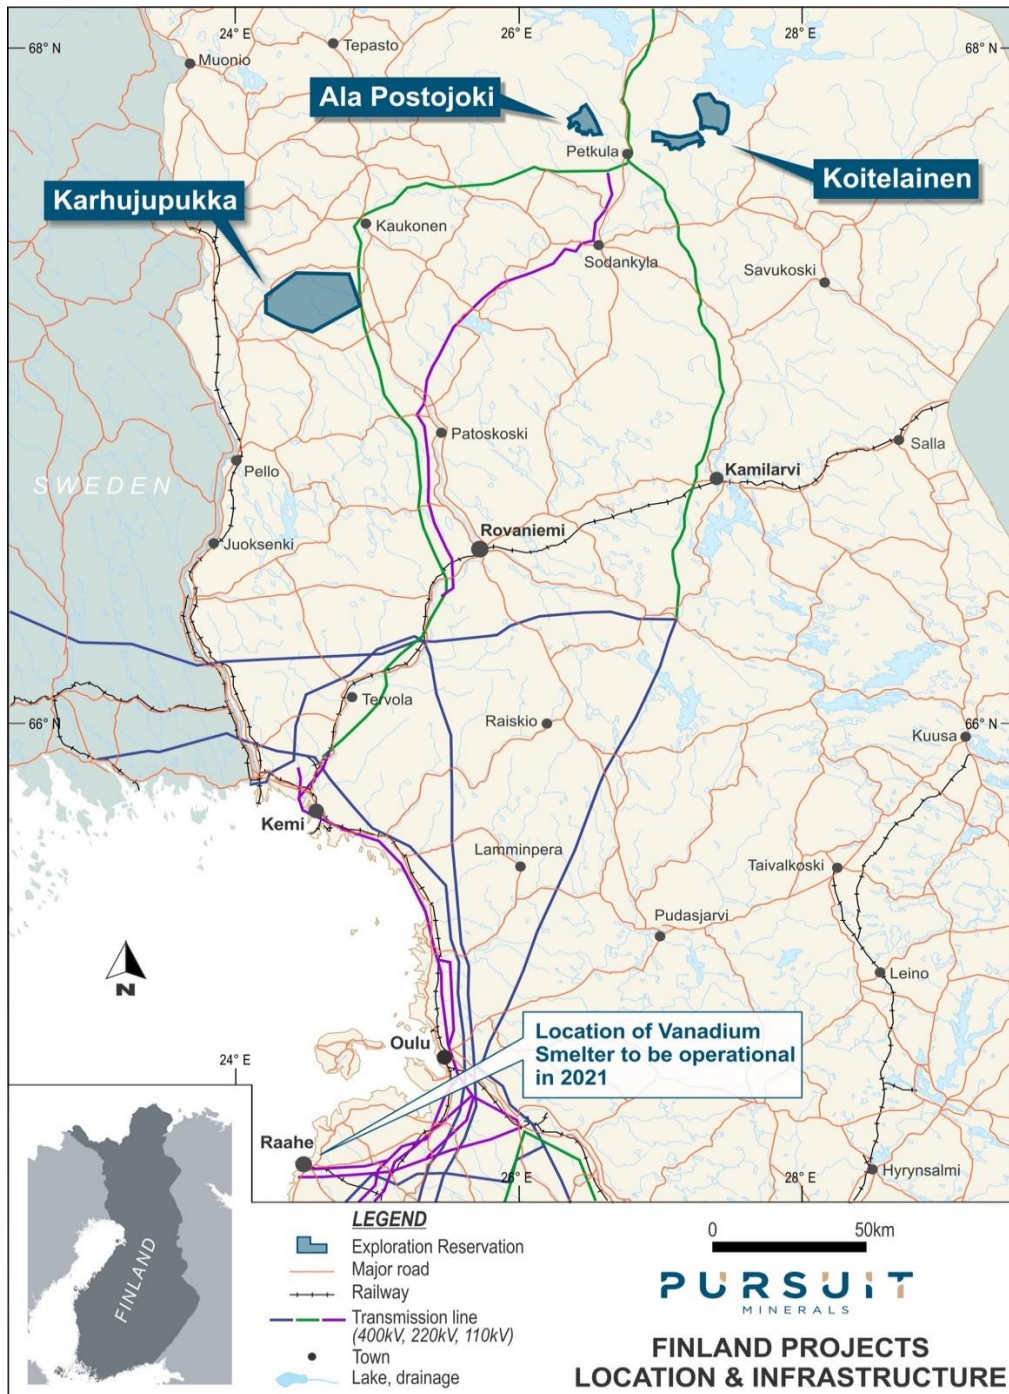 24° E
26° E
28° E
68° N
68° N
Muonio
Tepasto
Ala Postojoki
Petkula
Koitelainen
Karhujupukka
Kaukonen
Sodankyla
Savukoski
Patoskoski
Salla
Pello
SWEDEN
Kamilarvi
Rovaniemi
Juoksenki
Tervola
66° N
Raiskio
66° N
Kuusa
Kemi
Lamminpera
Taivalkoski
Pudasjarvi
N
Leino
Location of Vanadium
Smelter to be operational
in 2021
Oulu
24° E
Raahe
26° E
28° E
Hyrynsalmi
FINLAND
LEGEND
Exploration Reservation
Major road
Railway
Transmission line
(400kV, 220kV, 110kV)
Town
Lake, drainage
0 50km
PURSUIT
MINERALS
FINLAND PROJECTS
LOCATION & INFRASTRUCTURE